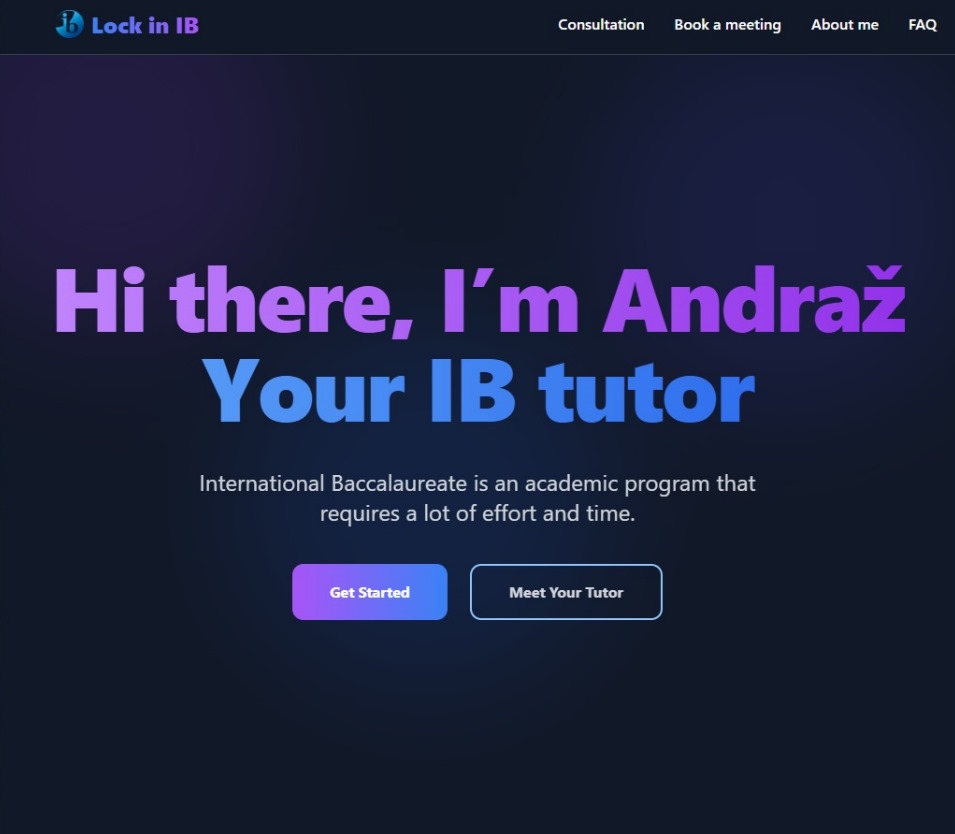 ib Lock in IB
Consultation Book a meeting About me FAQ
Hi there, I´m Andraž
Your IB tutor
International Baccalaureate is an academic program that
requires a lot of effort and time.
Get Started
Meet Your Tutor